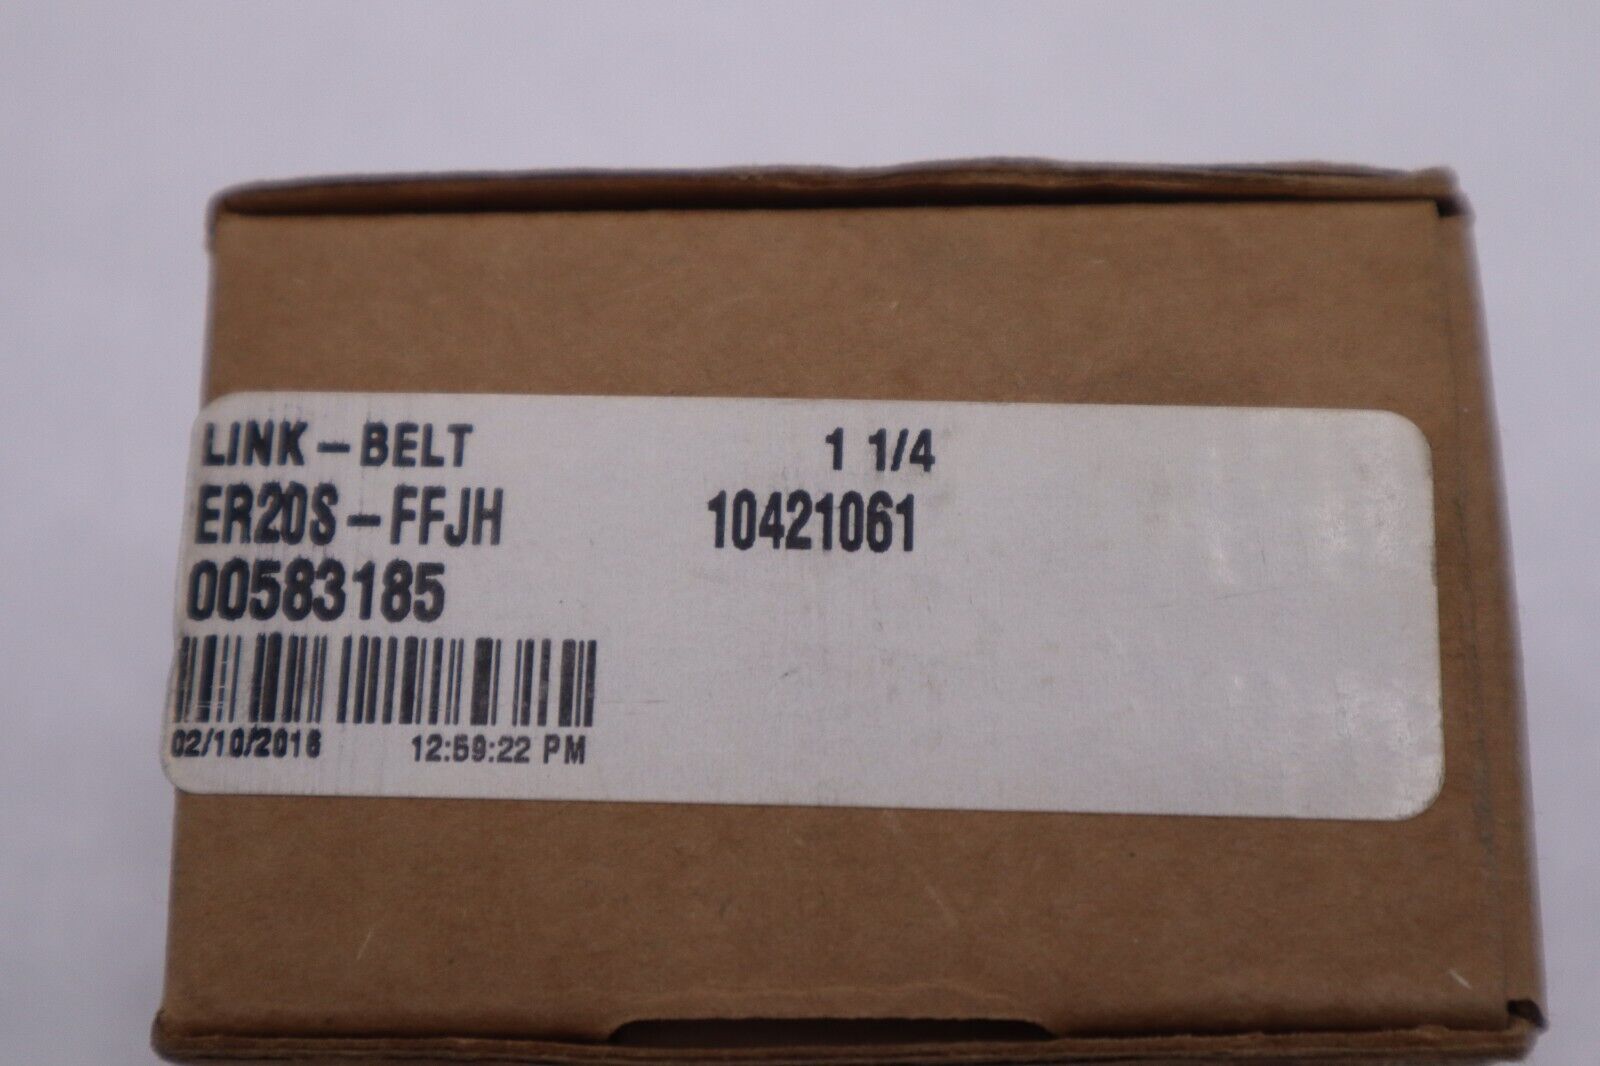 LINK-BELT 1 1/4
ER20S-FFJH 10421061
00583185
02/10/2016 12:59:22 PM